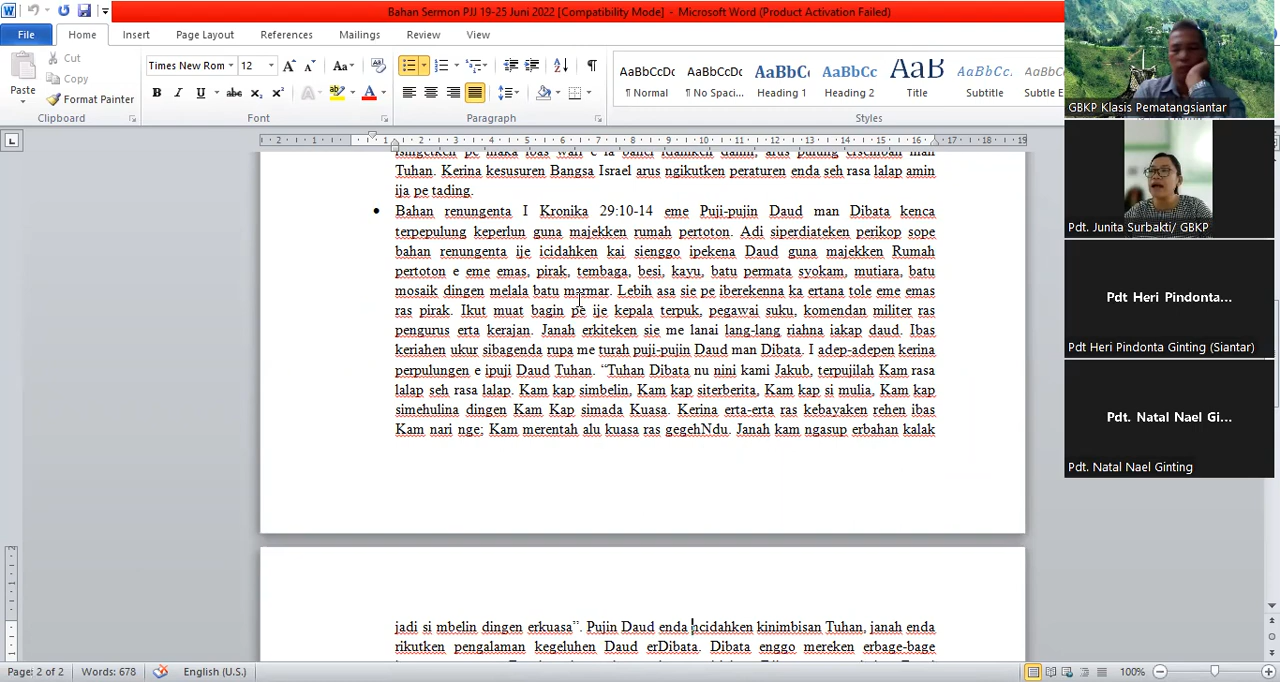 Bahan Sermon PJJ 19-25 Juni 2022 [Compatibility Mode] - Microsoft Word (Product Activation Failed)
File Home Insert Page Layout References Mailings Review View
Paste
Cut
Copy
Format Painter
Clipboard
Times New Rom 12
Font
Paragraph
AaBbCcDc AaBbCcDc AaBbC AaBbCc AaB AaBbCc.
¶ Normal ¶ No Spaci... Heading 1 Heading 2 Title Subtitle Subtle E
Styles
Tuhan. Kerina kesusuren Bangsa Israel arus ngikutken peraturen enda seh rasa lalap amin
ija pe tading.
• Bahan renungenta I Kronika 29:10-14 eme Puji-pujin Daud man Dibata kenca
terpepulung keperlun guna majekken rumah pertoton. Adi siperdiateken perikop sope
bahan renungenta ije icidahken kai sienggo ipekena Daud guna majekken Rumah
pertoton e eme emas, pirak, tembaga, besi, kayu, batu permata syokam, mutiara, batu
mosaik dingen melala batu marmar. Lebih asa sie pe iberekenna ka ertana tole eme emas
ras pirak. Ikut muat bagin pe ije kepala terpuk, pegawai suku, komendan militer ras
pengurus erta kerajan. Janah erkiteken sie me lanai lang-lang riahna iakap daud. Ibas
keriahen ukur sibagenda rupa me turah puji-pujin Daud man Dibata. I adep-adepen kerina
perpulungen e ipuji Daud Tuhan. “Tuhan Dibata nu nini kami Jakub, terpujilah Kam rasa
lalap seh rasa lalap. Kam kap simbelin, Kam kap siterberita, Kam kap si mulia, Kam kap
simehulina dingen Kam Kap simada Kuasa. Kerina erta-erta ras kebayaken rehen ibas
Kam nari nge; Kam merentah alu kuasa ras gegehNdu. Janah kam ngasup erbahan kalak
jadi si mbelin dingen erkuasa”. Pujin Daud enda ncidahken kinimbisan Tuhan, janah enda
rikutken pengalaman kegeluhen Daud erDibata. Dibata enggo mereken erbage-bage
GBKP Klasis Pematangsiantar
Pdt. Junita Surbakti/ GBKP
Pdt Heri Pindonta...
Pdt Heri Pindonta Ginting (Siantar)
Pdt. Natal Nael Gi...
Pdt. Natal Nael Ginting
Page: 2 of 2 Words: 678 English (U.S.) 100%